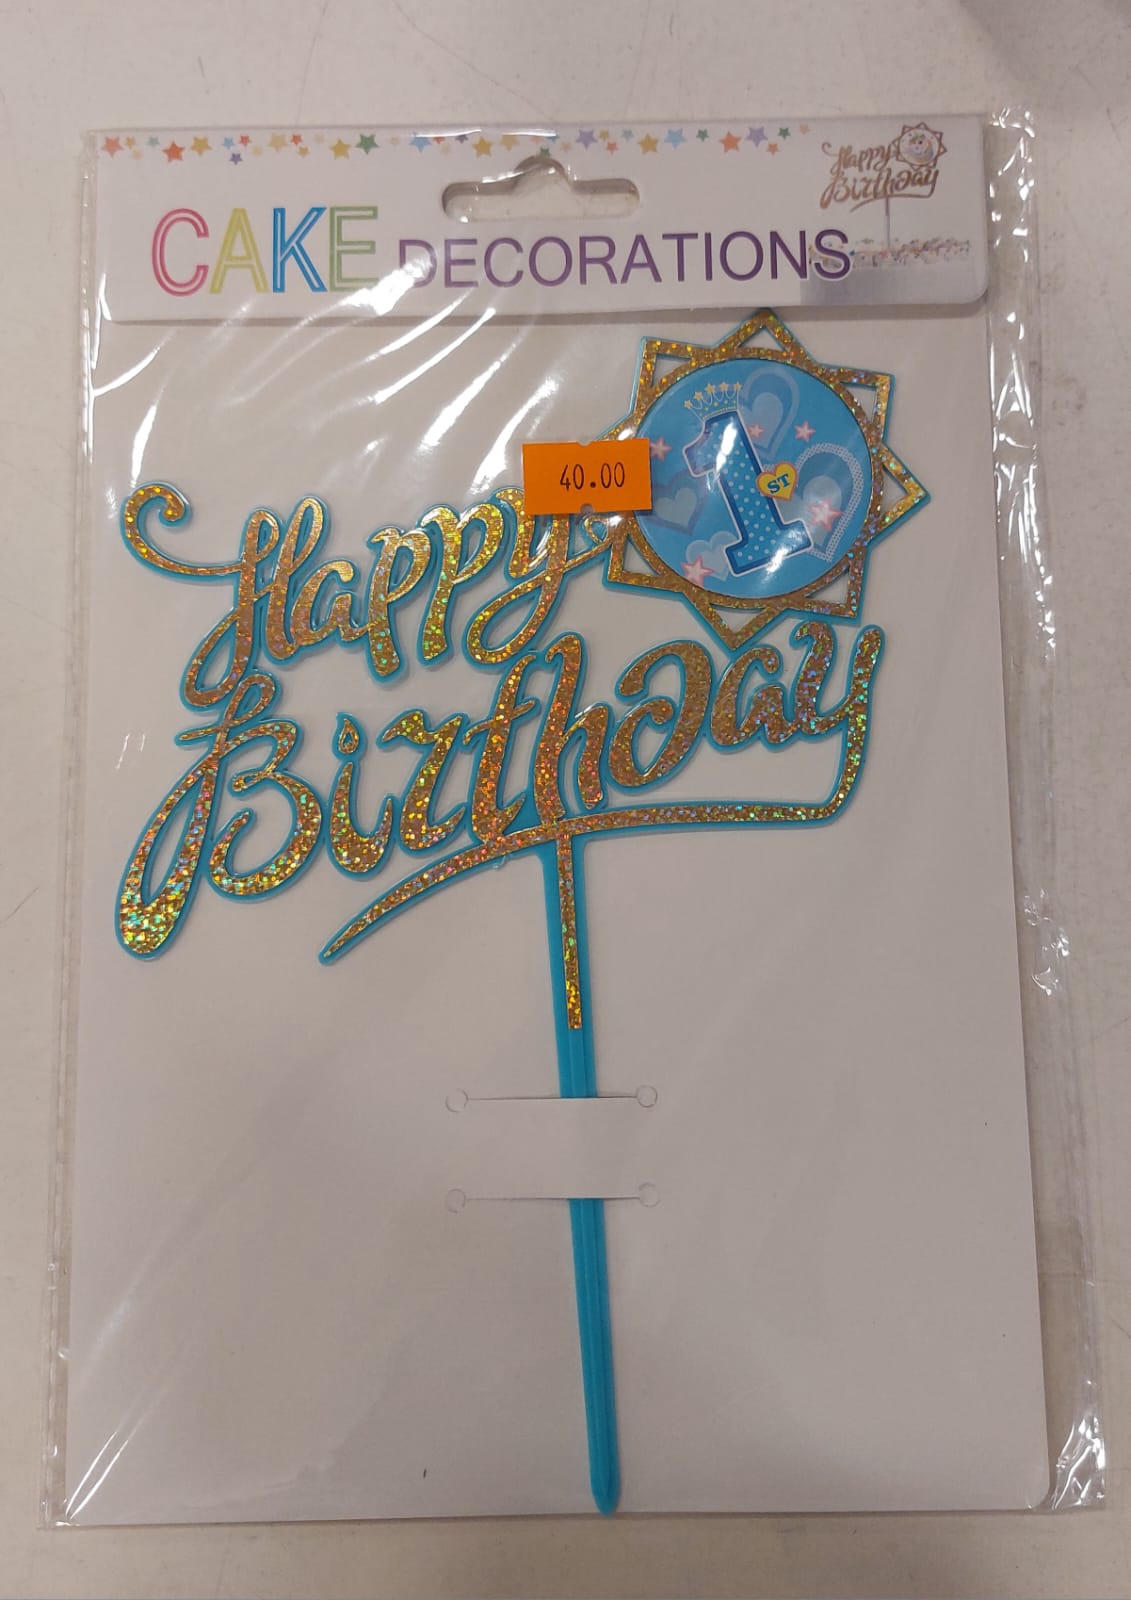 CAKE DECORATIONS
Happy
Birthday
40.00
1
ST
Happy
Birthday